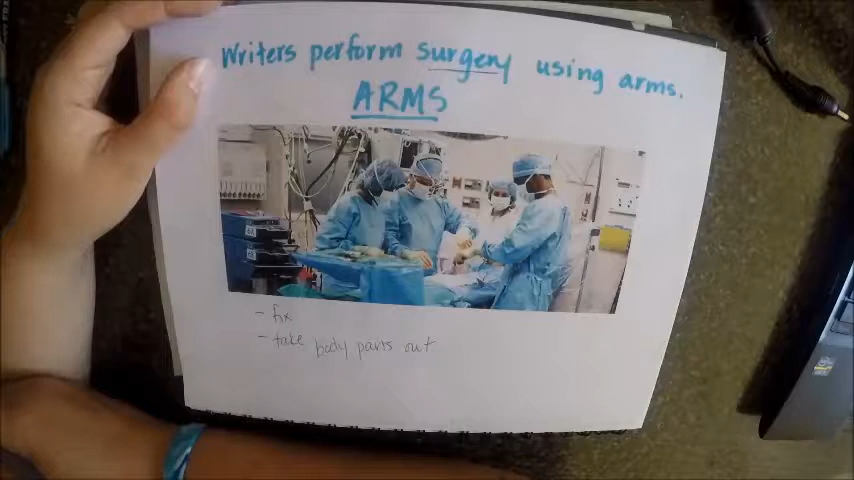 Writers perform surgery using arms.
ARMS
- fix
- take body parts out